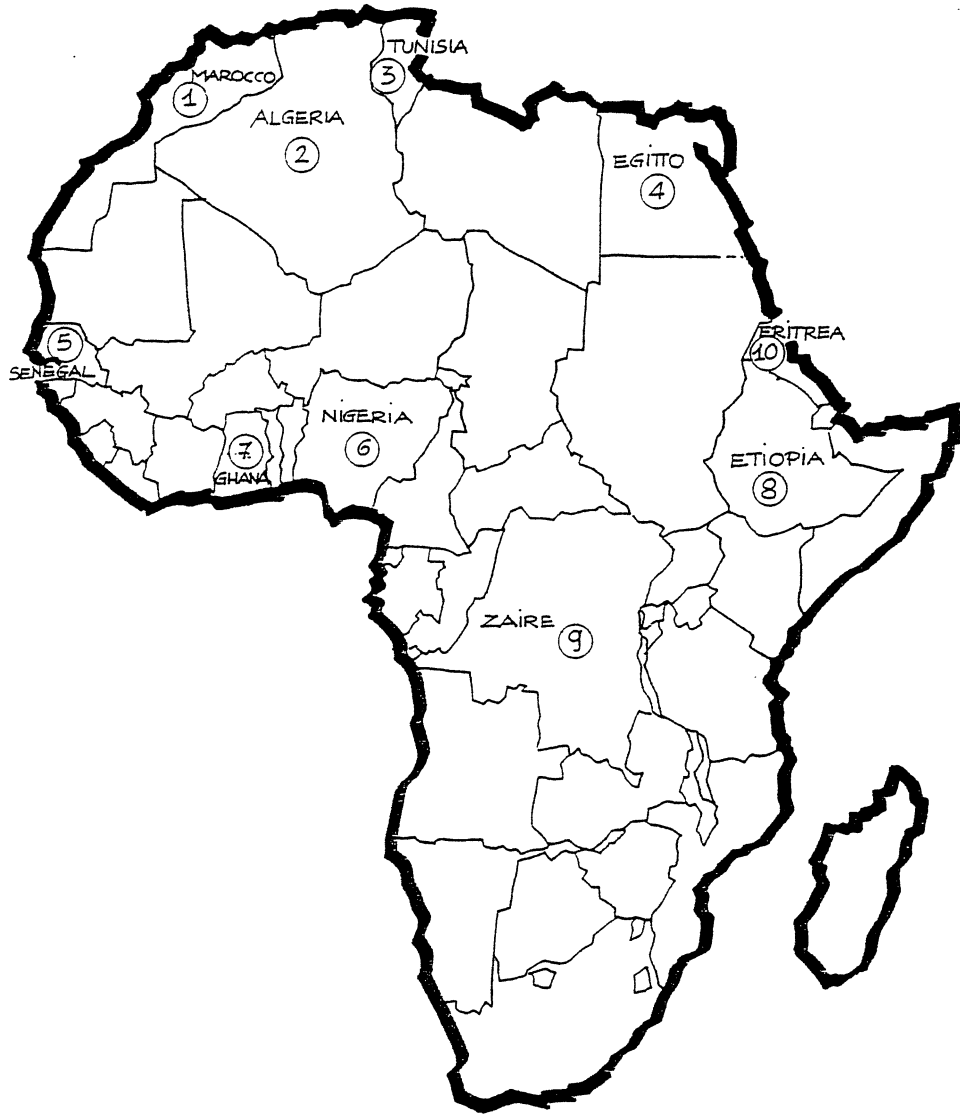 TUNISIA
3
MAROCCO
1
ALGERIA
2
EGITTO
4
5
SENEGAL
ERITREA
10
NIGERIA
6
7
GHANA
ETIOPIA
8
ZAIRE
9